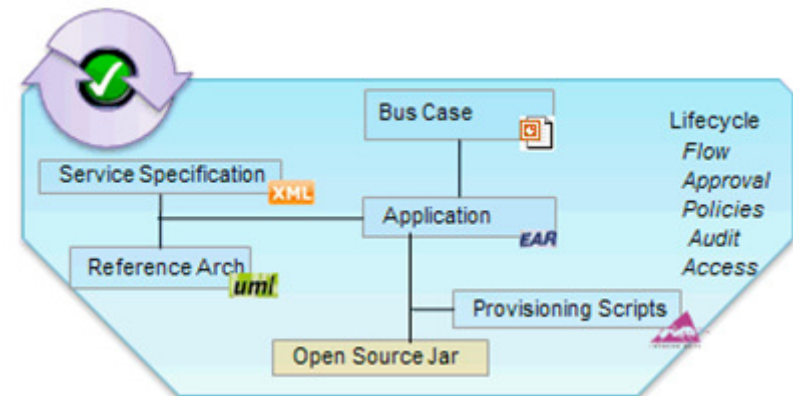 Bus Case
Lifecycle
Flow
Service Specification
XML
Approval
Application
Policies
EAR
Audit
Reference Arch
uml
Access
Provisioning Scripts
Open Source Jar